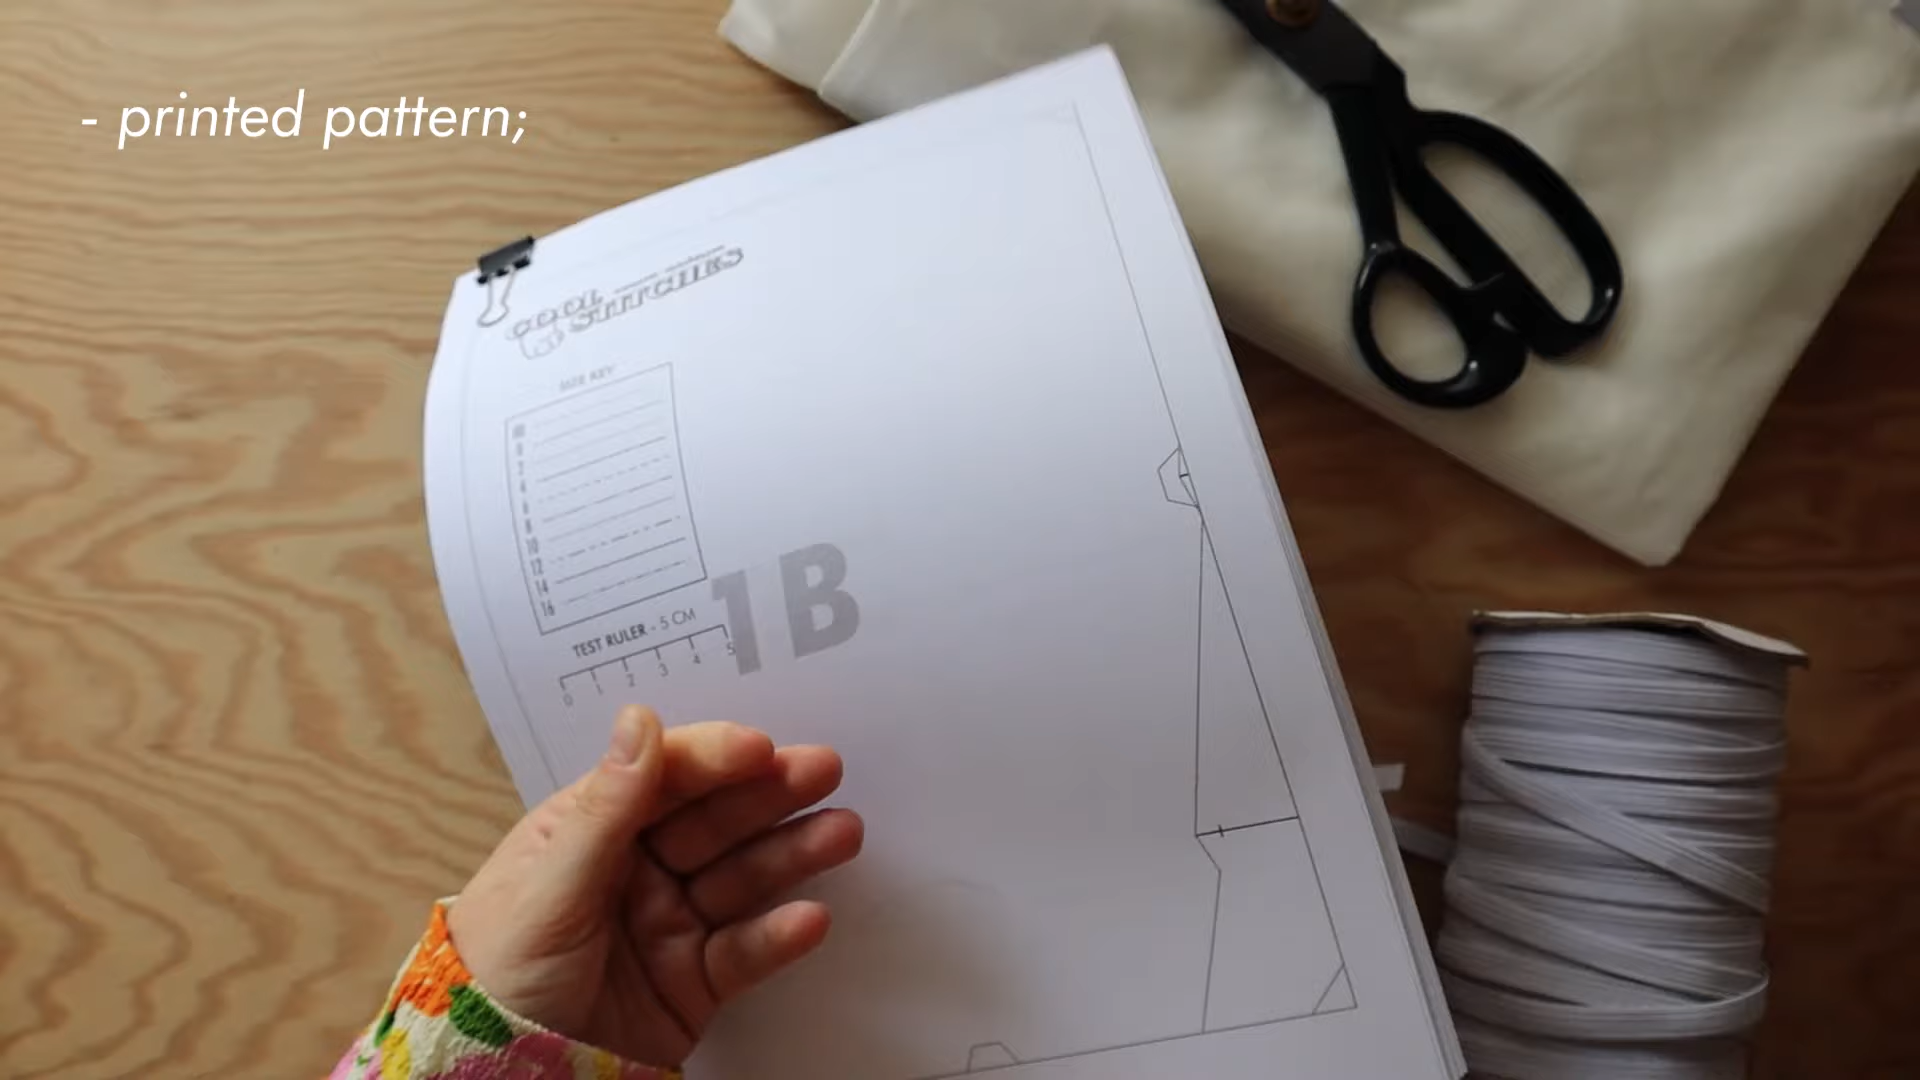 - printed pattern;
COOL
STITCHES
SIZE KEY
00
0
2
4
6
8
10
12
14
16
1B
TEST RULER - 5 CM
0 1 2 3 4 5